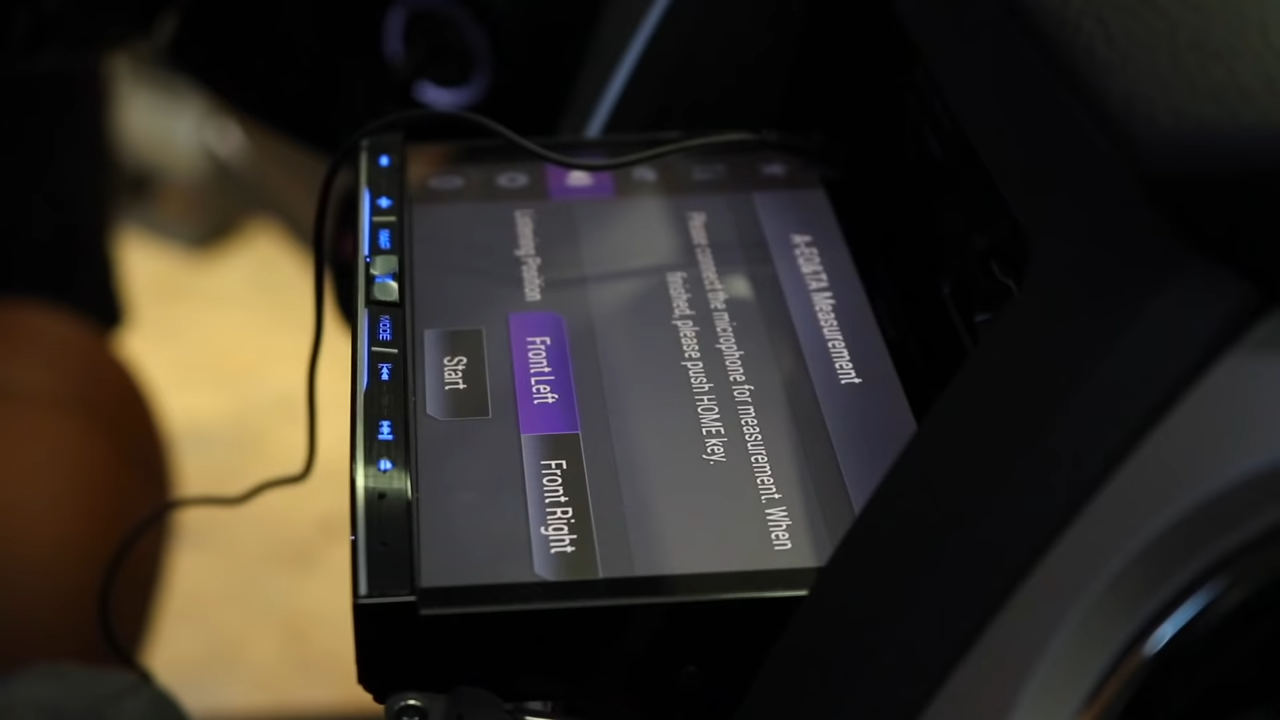 A-EQ&TA Measurement
Please connect the microphone for measurement. When
finished, please push HOME key.
Listening Position
Front Left
Front Right
Start
MAP
MODE